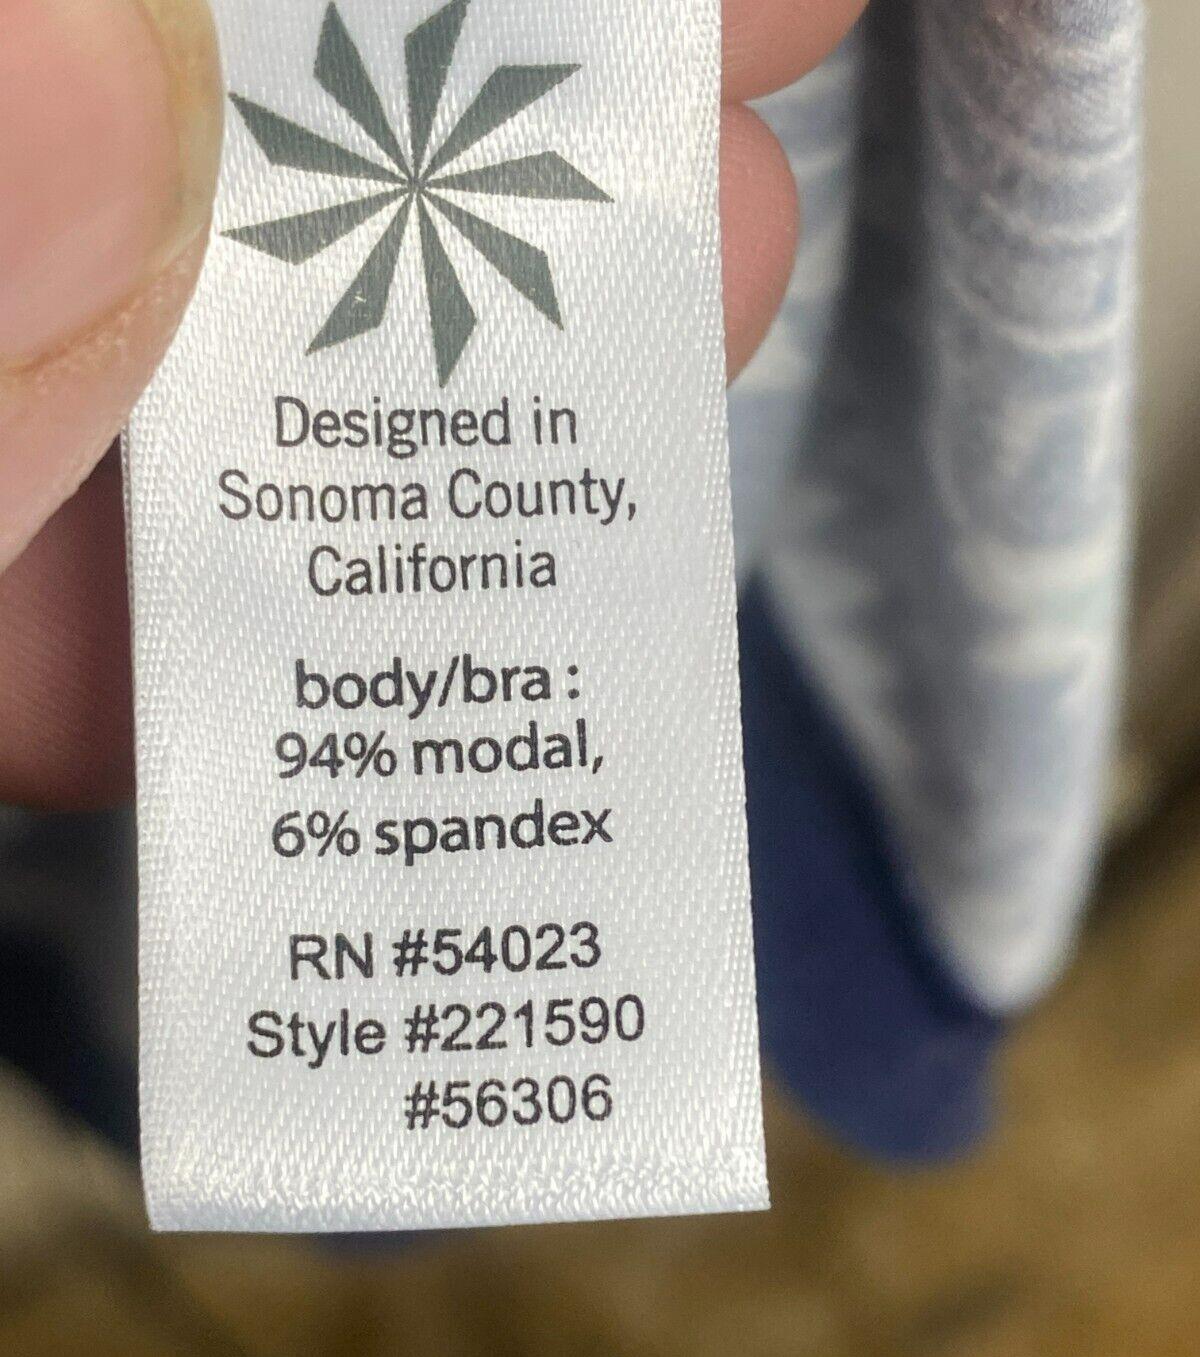 Designed in
Sonoma County,
California
body/bra :
94% modal,
6% spandex
RN #54023
Style #221590
#56306